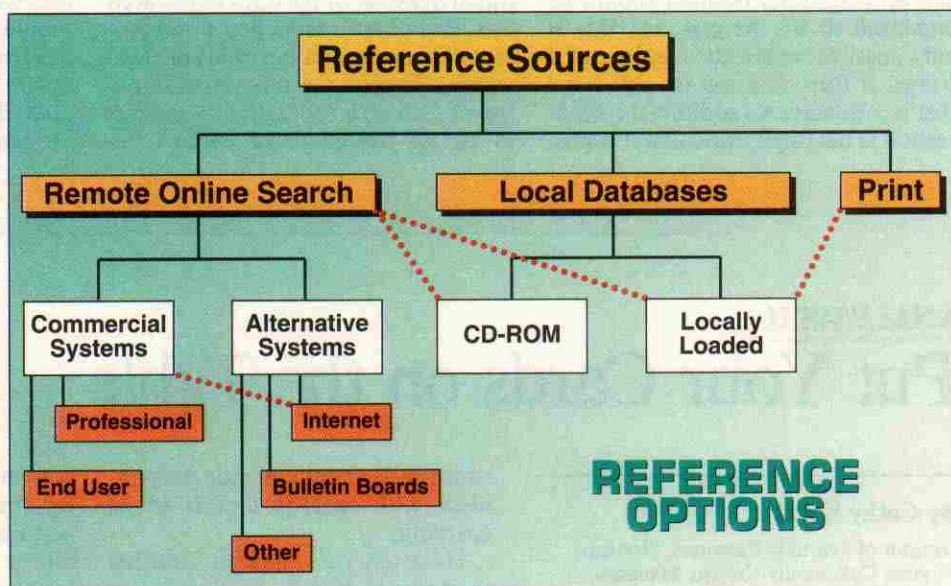 Reference Sources
Remote Online Search
Local Databases
Print
Commercial
Systems
Alternative
Systems
CD-ROM
Locally
Loaded
Professional
Internet
End User
Bulletin Boards
Other
REFERENCE
OPTIONS